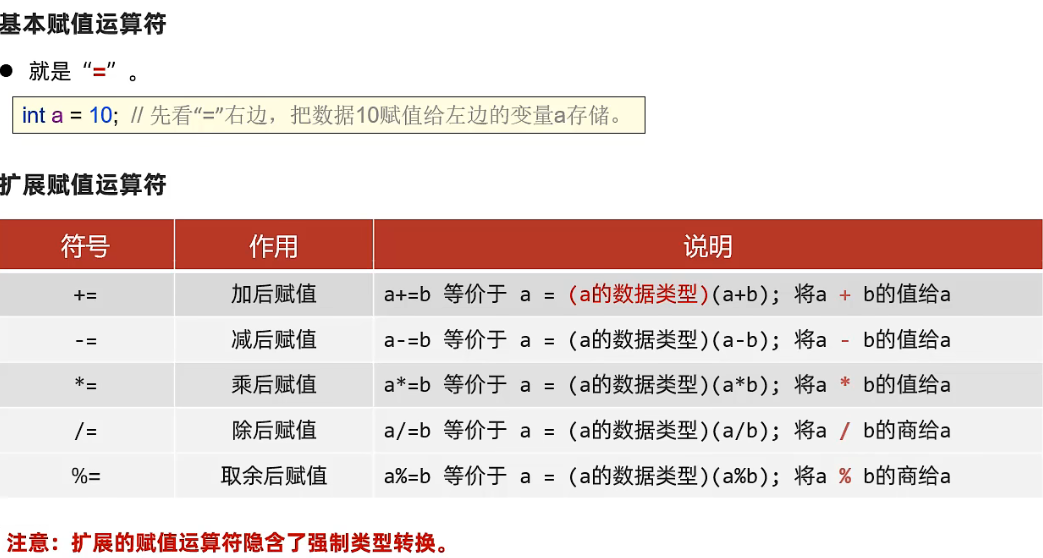 基本赋值运算符
● 就是“=”。
int a = 10; // 先看“=”右边，把数据10赋值给左边的变量a存储。
扩展赋值运算符
符号 作用 说明
+= 加后赋值 a+=b 等价于 a = (a的数据类型)(a+b); 将a + b的值给a
-= 减后赋值 a-=b 等价于 a = (a的数据类型)(a-b); 将a - b的值给a
*= 乘后赋值 a*=b 等价于 a = (a的数据类型)(a*b); 将a * b的值给a
/= 除后赋值 a/=b 等价于 a = (a的数据类型)(a/b); 将a / b的商给a
%= 取余后赋值 a%=b 等价于 a = (a的数据类型)(a%b); 将a % b的商给a
注意：扩展的赋值运算符隐含了强制类型转换。